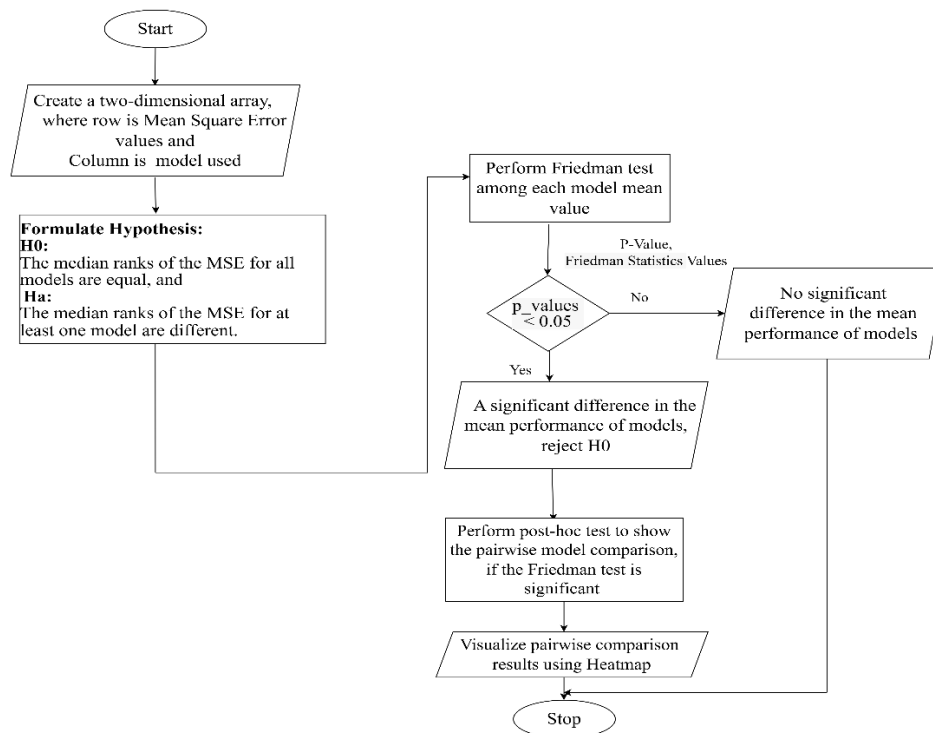 Start
Create a two-dimensional array,
where row is Mean Square Error
values and
Column is model used
Formulate Hypothesis:
H0:
The median ranks of the MSE for all
models are equal, and
Ha:
The median ranks of the MSE for at
least one model are different.
Perform Friedman test
among each model mean
value
P-Value,
Friedman Statistics Values
p_values
< 0.05
No
No significant
difference in the mean
performance of models
Yes
A significant difference in the
mean performance of models,
reject H0
Perform post-hoc test to show
the pairwise model comparison,
if the Friedman test is
significant
Visualize pairwise comparison
results using Heatmap
Stop